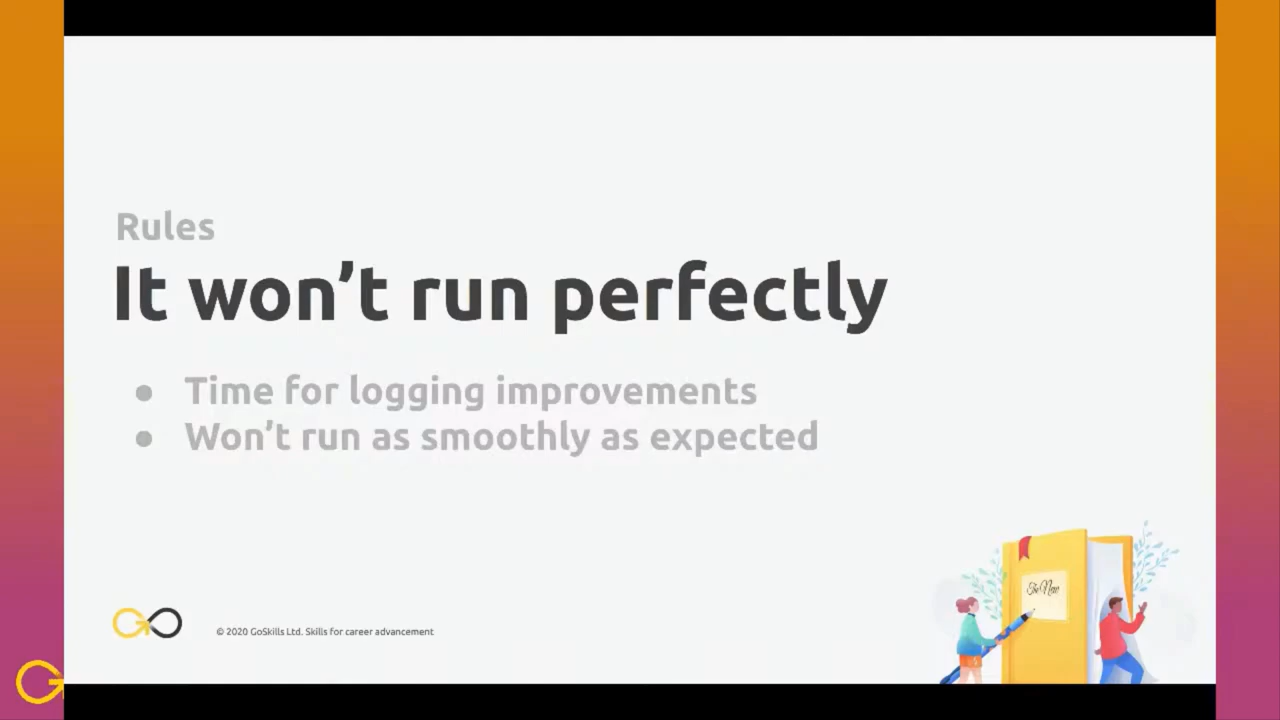 Rules
It won’t run perfectly
● Time for logging improvements
● Won’t run as smoothly as expected
© 2020 GoSkills Ltd. Skills for career advancement